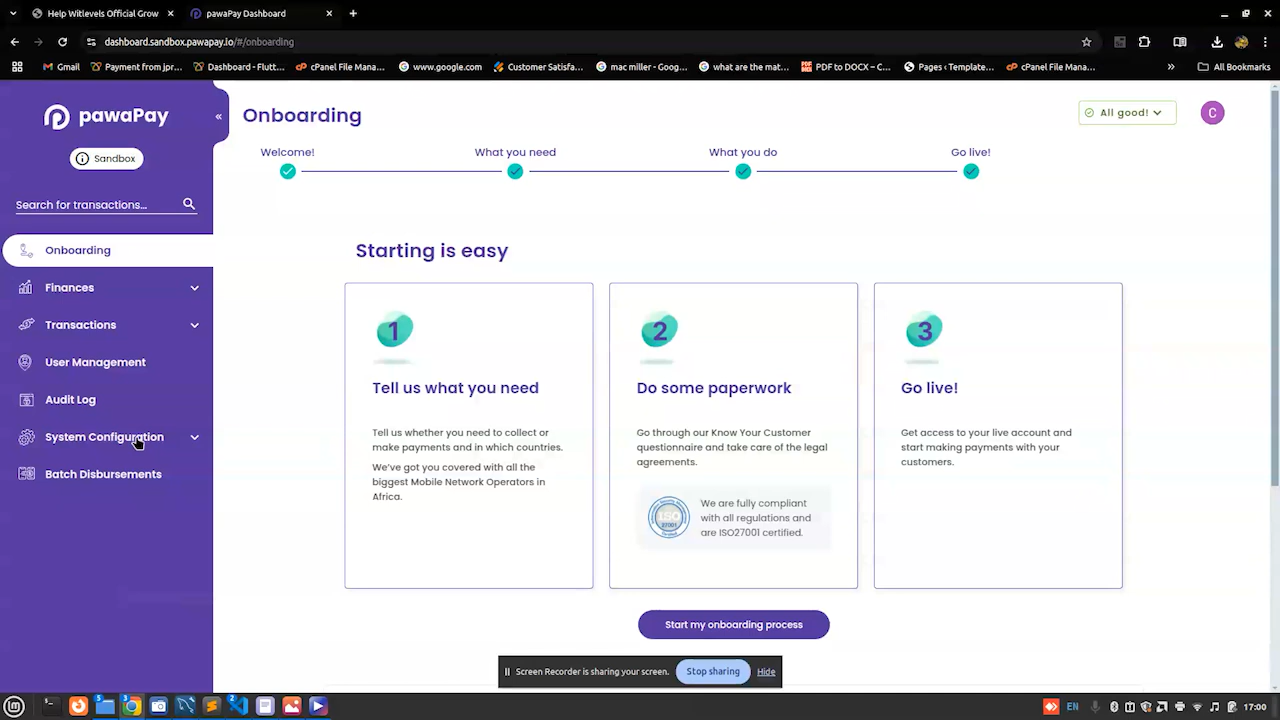 Help Witlevels Official Grow
pawaPay Dashboard
dashboard.sandbox.pawapay.io/#/onboarding
Gmail
Payment from jpr...
Dashboard - Flutt...
cPanel File Mana...
www.google.com
Customer Satisfa...
mac miller - Goog...
what are the mat...
PDF to DOCX – C...
Pages ‹ Template...
cPanel File Mana...
»
All Bookmarks
pawaPay
Sandbox
Search for transactions...
Onboarding
Finances
Transactions
User Management
Audit Log
System Configuration
Batch Disbursements
«
Onboarding
All good!
C
Welcome!
What you need
What you do
Go live!
Starting is easy
1
Tell us what you need
Tell us whether you need to collect or
make payments and in which countries.
We've got you covered with all the
biggest Mobile Network Operators in
Africa.
2
Do some paperwork
Go through our Know Your Customer
questionnaire and take care of the legal
agreements.
ISO
27001
We are fully compliant
with all regulations and
are ISO27001 certified.
3
Go live!
Get access to your live account and
start making payments with your
customers.
Start my onboarding process
Screen Recorder is sharing your screen.
Stop sharing
Hide
5
3
2
EN
17:00